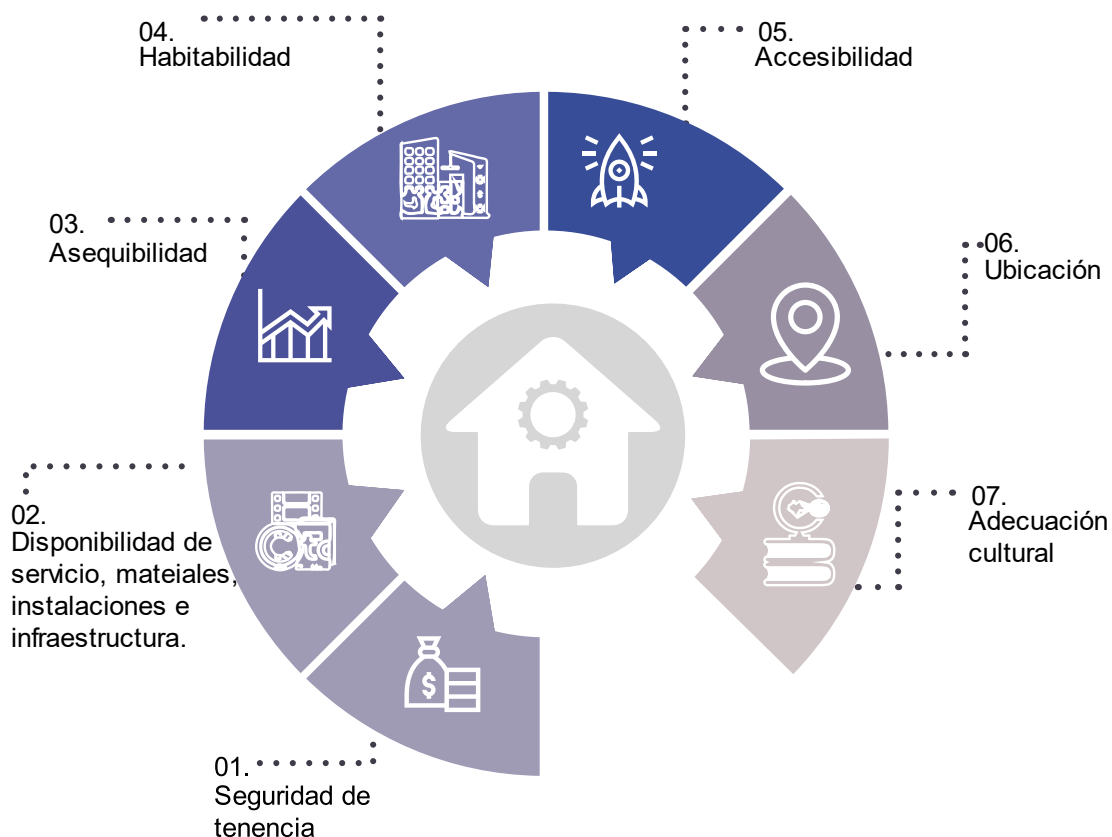 04.
Habitabilidad
05.
Accesibilidad
03.
Asequibilidad
06.
Ubicación
02.
Disponibilidad de
servicio, mateiales,
instalaciones e
infraestructura.
07.
Adecuación
cultural
$
01.
Seguridad de
tenencia